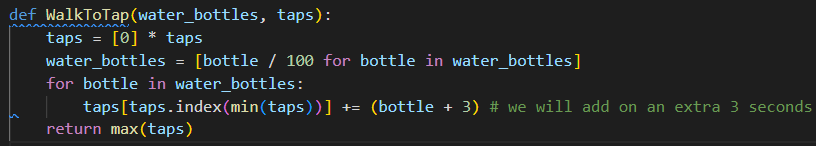 def WalkToTap(water_bottles, taps):
    taps = [0] * taps
    water_bottles = [bottle / 100 for bottle in water_bottles]
    for bottle in water_bottles:
        taps[taps.index(min(taps))] += (bottle + 3) # we will add on an extra 3 seconds
    return max(taps)